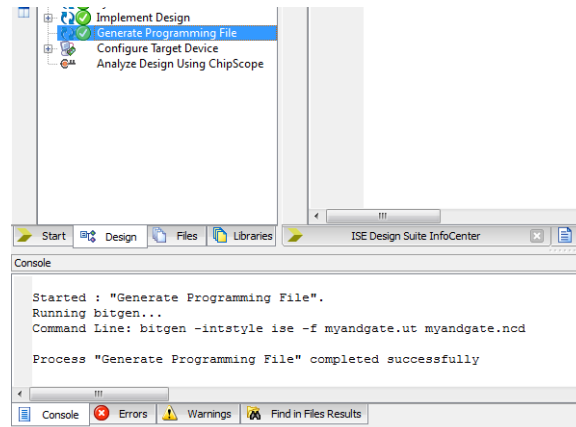 Implement Design
Generate Programming File
Configure Target Device
Analyze Design Using ChipScope
Start Design Files Libraries ISE Design Suite InfoCenter
Console
Started : "Generate Programming File".
Running bitgen...
Command Line: bitgen -intstyle ise -f myandgate.ut myandgate.ncd
Process "Generate Programming File" completed successfully
Console Errors Warnings Find in Files Results